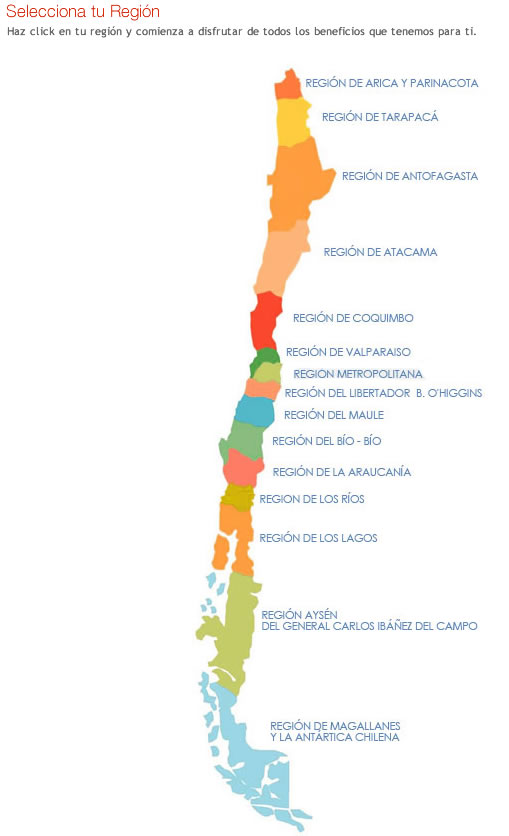 Selecciona tu Región
Haz click en tu región y comienza a disfrutar de todos los beneficios que tenemos para ti.
REGIÓN DE ARICA Y PARINACOTA
REGIÓN DE TARAPACÁ
REGIÓN DE ANTOFAGASTA
REGIÓN DE ATACAMA
REGIÓN DE COQUIMBO
REGIÓN DE VALPARAISO
REGION METROPOLITANA
REGIÓN DEL LIBERTADOR B. O'HIGGINS
REGIÓN DEL MAULE
REGIÓN DEL BÍO - BÍO
REGIÓN DE LA ARAUCANÍA
REGION DE LOS RÍOS
REGIÓN DE LOS LAGOS
REGIÓN AYSÉN
DEL GENERAL CARLOS IBÁÑEZ DEL CAMPO
REGIÓN DE MAGALLANES
Y LA ANTÁRTICA CHILENA